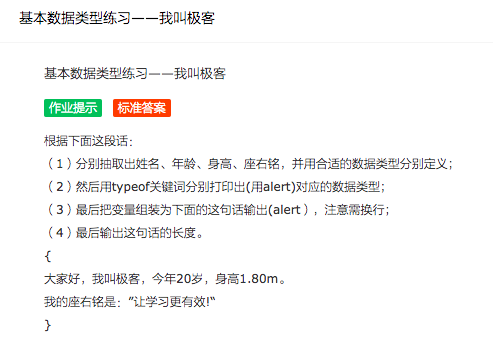 基本数据类型练习——我叫极客
基本数据类型练习——我叫极客
作业提示 标准答案
根据下面这段话：
（1）分别抽取出姓名、年龄、身高、座右铭，并用合适的数据类型分别定义；
（2）然后用typeof关键词分别打印出(用alert)对应的数据类型；
（3）最后把变量组装为下面的这句话输出(alert），注意需换行；
（4）最后输出这句话的长度。
{
大家好，我叫极客，今年20岁，身高1.80m。
我的座右铭是：”让学习更有效!“
}